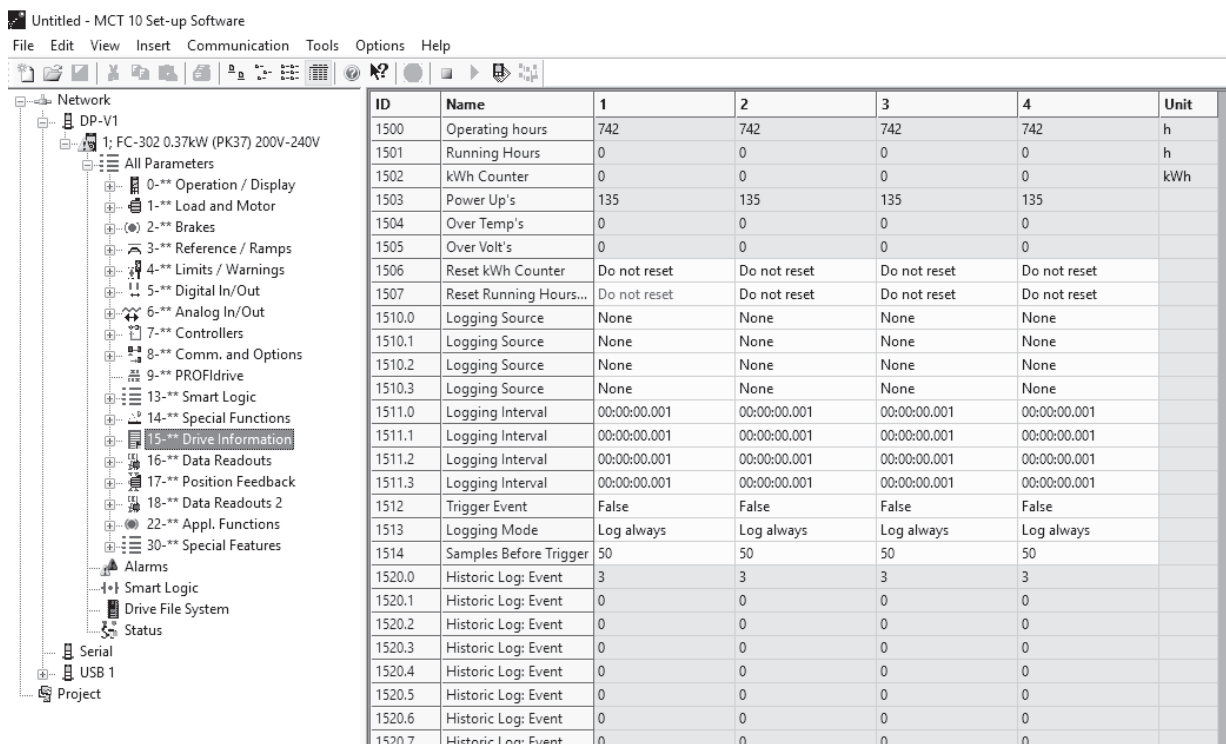 Untitled - MCT 10 Set-up Software
File Edit View Insert Communication Tools Options Help
Network
DP-V1
1; FC-302 0.37kW (PK37) 200V-240V
All Parameters
0-** Operation / Display
1-** Load and Motor
2-** Brakes
3-** Reference / Ramps
4-** Limits / Warnings
5-** Digital In/Out
6-** Analog In/Out
7-** Controllers
8-** Comm. and Options
9-** PROFIdrive
13-** Smart Logic
14-** Special Functions
15-** Drive Information
16-** Data Readouts
17-** Position Feedback
18-** Data Readouts 2
22-** Appl. Functions
30-** Special Features
Alarms
Smart Logic
Drive File System
Status
Serial
USB 1
Project
ID Name 1 2 3 4 Unit
1500 Operating hours 742 742 742 742 h
1501 Running Hours 0 0 0 0 h
1502 kWh Counter 0 0 0 0 kWh
1503 Power Up's 135 135 135 135
1504 Over Temp's 0 0 0 0
1505 Over Volt's 0 0 0 0
1506 Reset kWh Counter Do not reset Do not reset Do not reset Do not reset
1507 Reset Running Hours... Do not reset Do not reset Do not reset Do not reset
1510.0 Logging Source None None None None
1510.1 Logging Source None None None None
1510.2 Logging Source None None None None
1510.3 Logging Source None None None None
1511.0 Logging Interval 00:00:00.001 00:00:00.001 00:00:00.001 00:00:00.001
1511.1 Logging Interval 00:00:00.001 00:00:00.001 00:00:00.001 00:00:00.001
1511.2 Logging Interval 00:00:00.001 00:00:00.001 00:00:00.001 00:00:00.001
1511.3 Logging Interval 00:00:00.001 00:00:00.001 00:00:00.001 00:00:00.001
1512 Trigger Event False False False False
1513 Logging Mode Log always Log always Log always Log always
1514 Samples Before Trigger 50 50 50 50
1520.0 Historic Log: Event 3 3 3 3
1520.1 Historic Log: Event 0 0 0 0
1520.2 Historic Log: Event 0 0 0 0
1520.3 Historic Log: Event 0 0 0 0
1520.4 Historic Log: Event 0 0 0 0
1520.5 Historic Log: Event 0 0 0 0
1520.6 Historic Log: Event 0 0 0 0
1520.7 Historic Log: Event 0 0 0 0